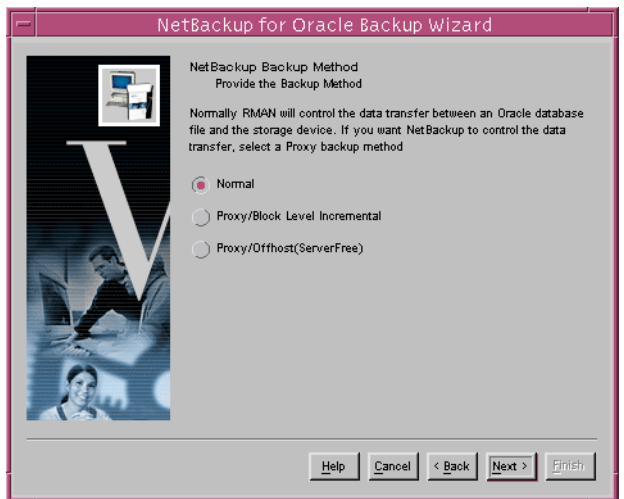 NetBackup for Oracle Backup Wizard
NetBackup Backup Method
Provide the Backup Method
Normally RMAN will control the data transfer between an Oracle database
file and the storage device. If you want NetBackup to control the data
transfer, select a Proxy backup method
Normal
Proxy/Block Level Incremental
Proxy/Offhost(ServerFree)
V
Help
Cancel
< Back
Next >
Finish